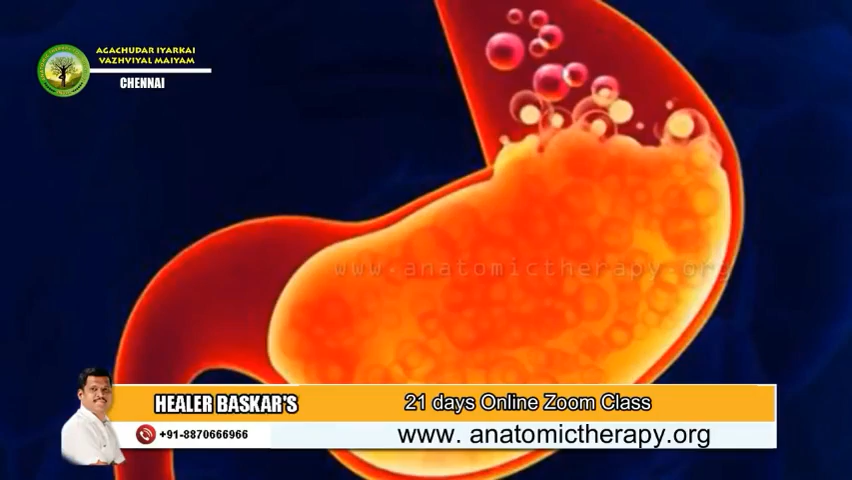 AGACHUDAR IYARKAI
VAZHVIYAL MAIYAM
CHENNAI
www.anatomictherapy.org
HEALER BASKAR'S
21 days Online Zoom Class
+91-8870666966
www. anatomictherapy.org